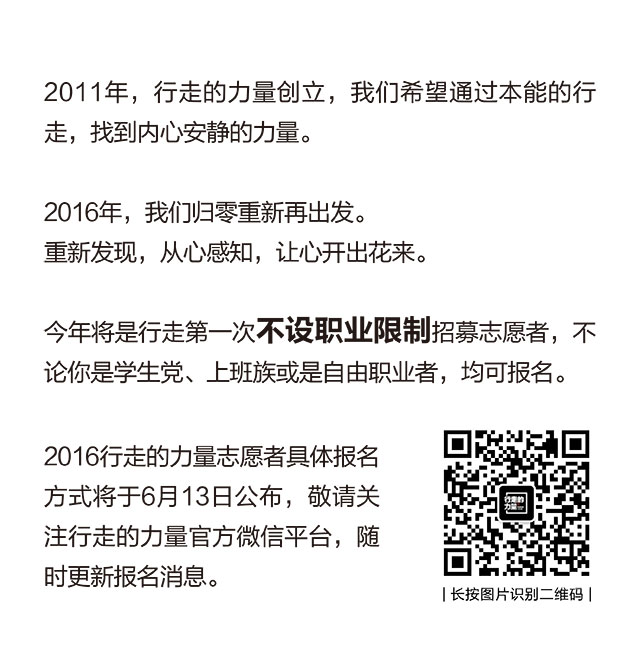 2011年，行走的力量创立，我们希望通过本能的行
走，找到内心安静的力量。
2016年，我们归零重新再出发。
重新发现，从心感知，让心开出花来。
今年将是行走第一次不设职业限制招募志愿者，不
论你是学生党、上班族或是自由职业者，均可报名。
2016行走的力量志愿者具体报名
方式将于6月13日公布，敬请关
注行走的力量官方微信平台，随
时更新报名消息。
行走的
力量
| 长按图片识别二维码 |